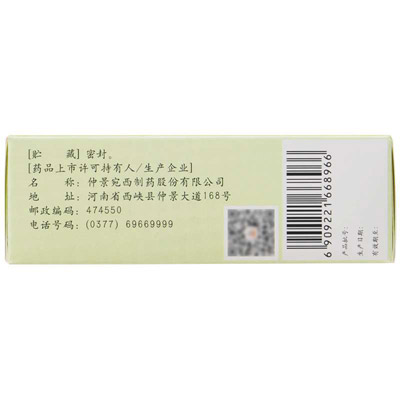 [贮 藏] 密封。
[药品上市许可持有人/生产企业]
名 称: 仲景宛西制药股份有限公司
地 址: 河南省西峡县仲景大道168号
邮政编码: 474550
电话号码: (0377) 69669999
6 909221 668966
产品批号:
生产日期:
有效期至: